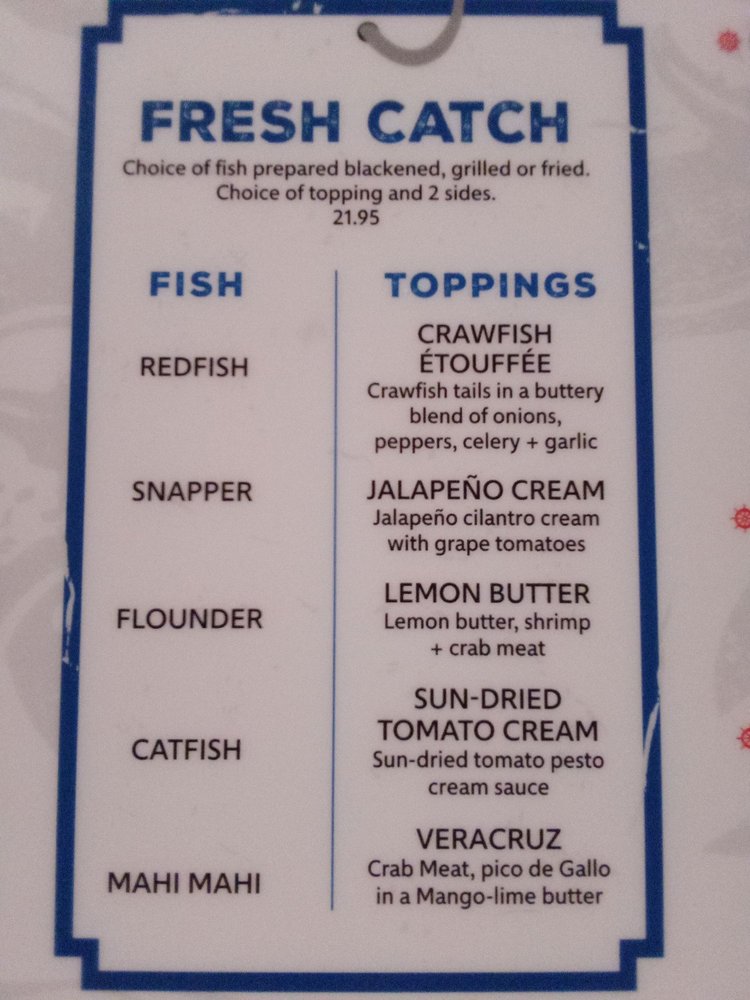 FRESH CATCH
Choice of fish prepared blackened, grilled or fried.
Choice of topping and 2 sides.
21.95
FISH
REDFISH
SNAPPER
FLOUNDER
CATFISH
MAHI MAHI
TOPPINGS
CRAWFISH
ÉTOUFFÉE
Crawfish tails in a buttery
blend of onions,
peppers, celery + garlic
JALAPEÑO CREAM
Jalapeño cilantro cream
with grape tomatoes
LEMON BUTTER
Lemon butter, shrimp
+ crab meat
SUN-DRIED
TOMATO CREAM
Sun-dried tomato pesto
cream sauce
VERACRUZ
Crab Meat, pico de Gallo
in a Mango-lime butter